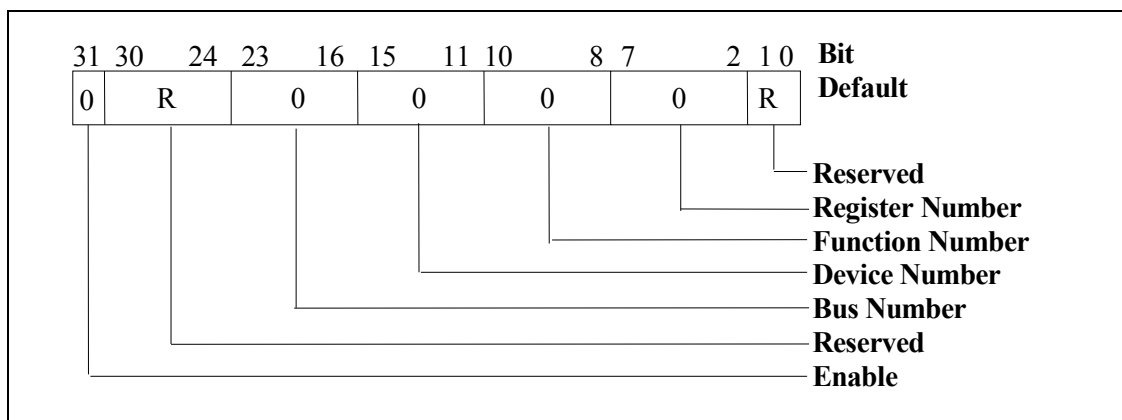 31 30 24 23 16 15 11 10 8 7 2 1 0 Bit
0 R 0 0 0 0 R Default
Reserved
Register Number
Function Number
Device Number
Bus Number
Reserved
Enable